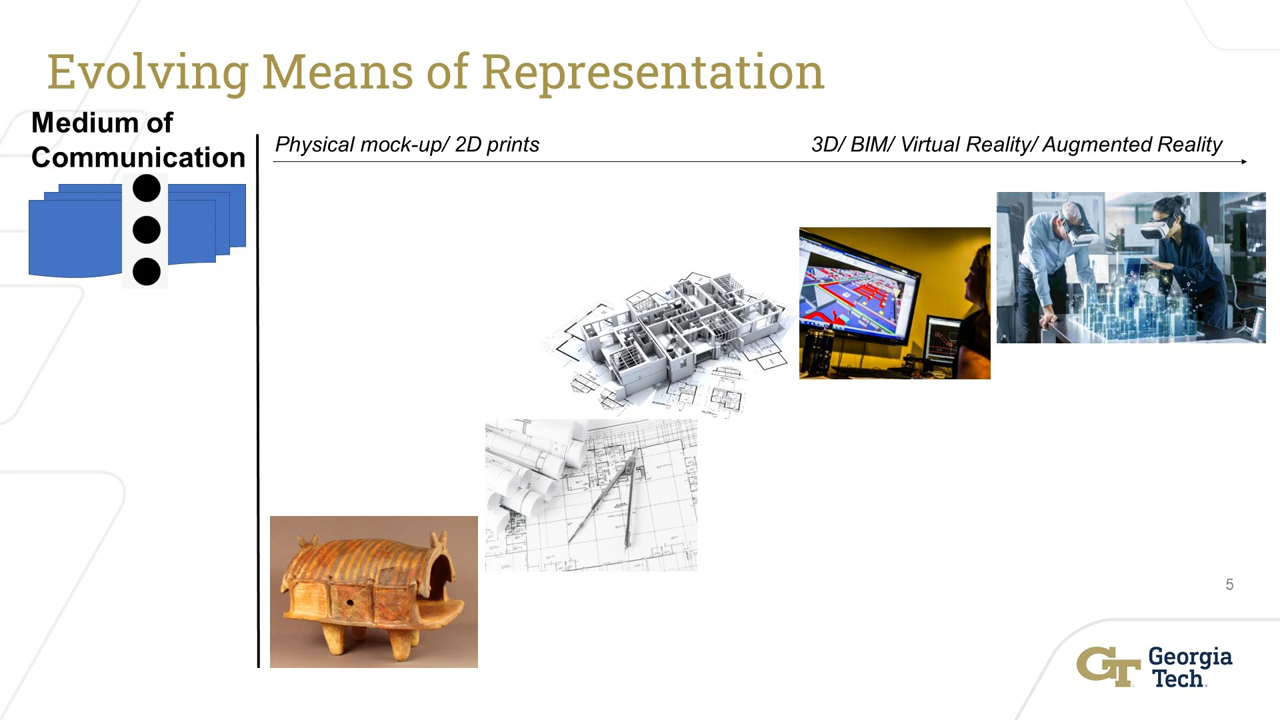 Evolving Means of Representation
Medium of
Communication
Physical mock-up/ 2D prints
3D/ BIM/ Virtual Reality/ Augmented Reality
5
GT Georgia
Tech